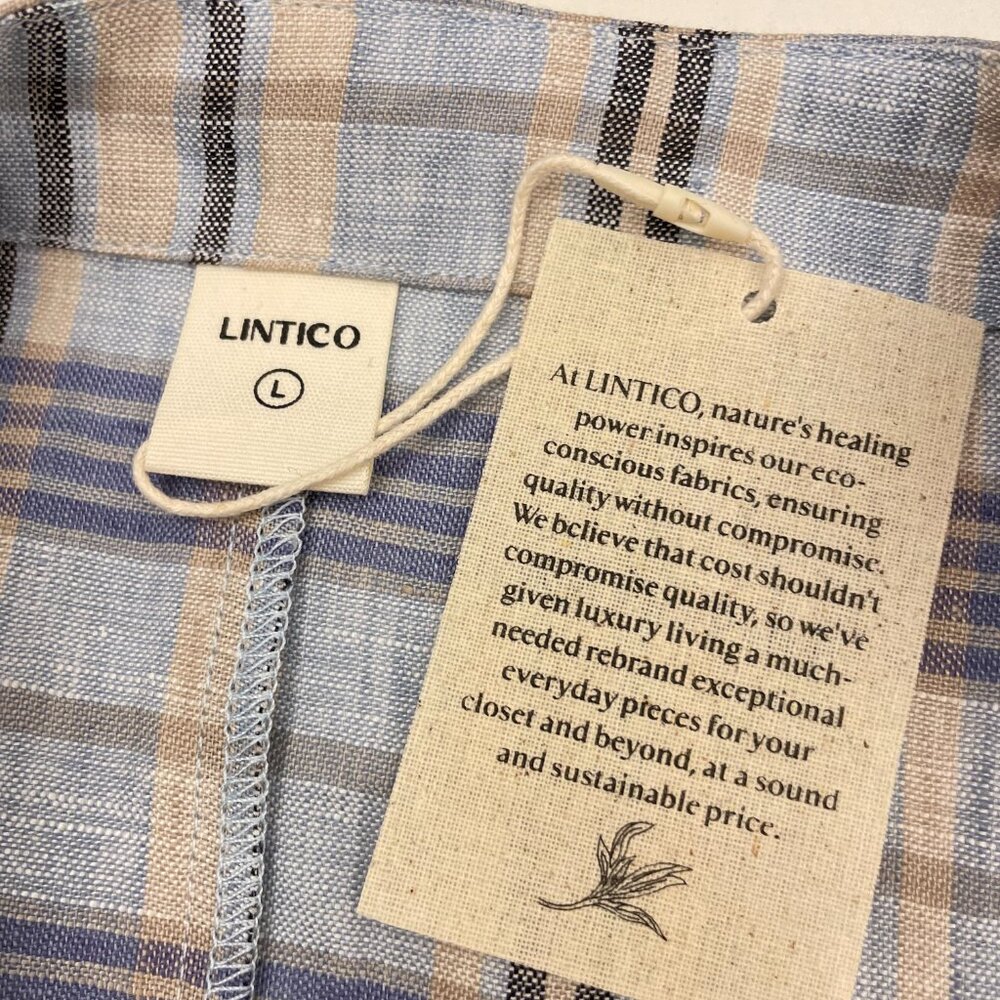 LINTICO
L
At LINTICO, nature's healing
power inspires our eco-
conscious fabrics, ensuring
quality without compromise.
We believe that cost shouldn't
compromise quality, so we've
given luxury living a much-
needed rebrand exceptional
everyday pieces for your
closet and beyond, at a sound
and sustainable price.